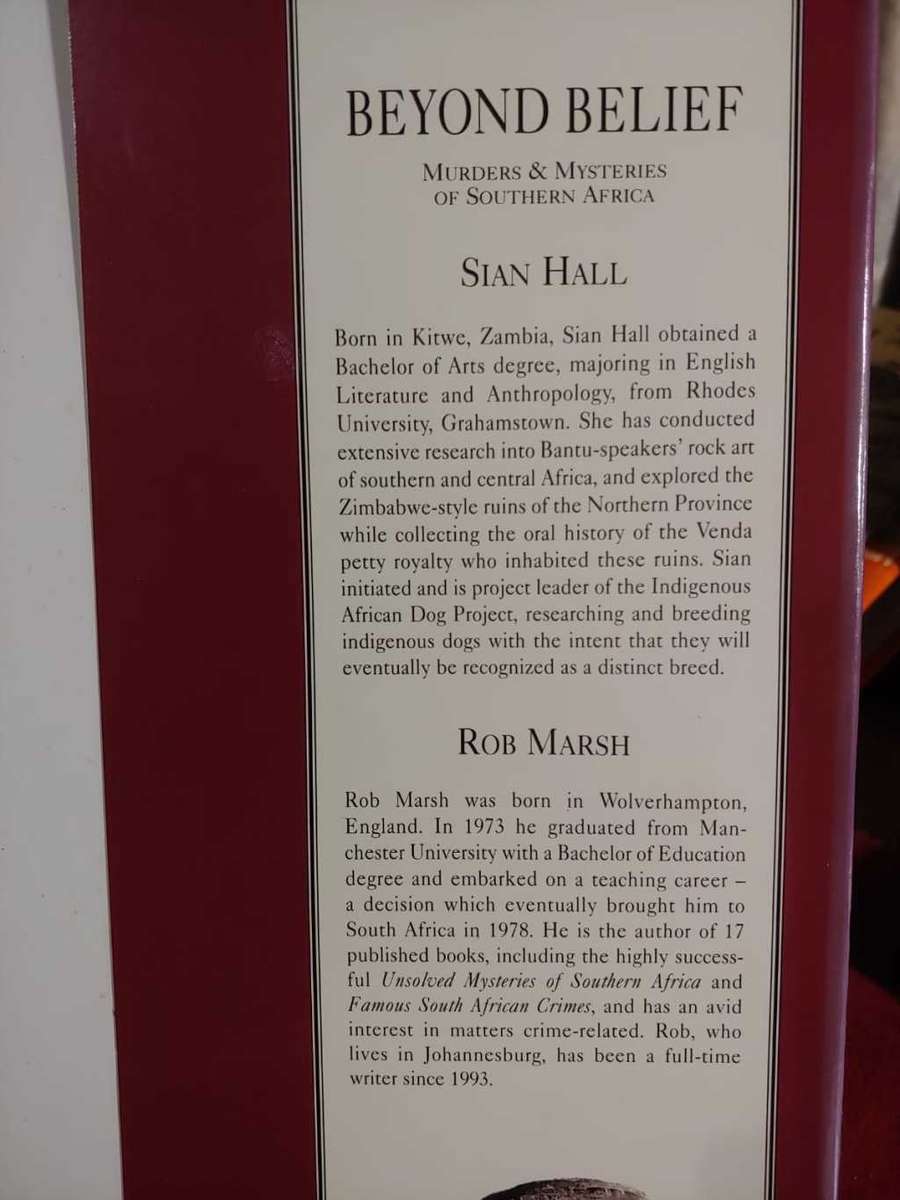 BEYOND BELIEF
MURDERS & MYSTERIES
OF SOUTHERN AFRICA
SIAN HALL
Born in Kitwe, Zambia, Sian Hall obtained a
Bachelor of Arts degree, majoring in English
Literature and Anthropology, from Rhodes
University, Grahamstown. She has conducted
extensive research into Bantu-speakers' rock art
of southern and central Africa, and explored the
Zimbabwe-style ruins of the Northern Province
while collecting the oral history of the Venda
petty royalty who inhabited these ruins. Sian
initiated and is project leader of the Indigenous
African Dog Project, researching and breeding
indigenous dogs with the intent that they will
eventually be recognized as a distinct breed.
ROB MARSH
Rob Marsh was born in Wolverhampton,
England. In 1973 he graduated from Man-
chester University with a Bachelor of Education
degree and embarked on a teaching career –
a decision which eventually brought him to
South Africa in 1978. He is the author of 17
published books, including the highly success-
ful Unsolved Mysteries of Southern Africa and
Famous South African Crimes, and has an avid
interest in matters crime-related. Rob, who
lives in Johannesburg, has been a full-time
writer since 1993.